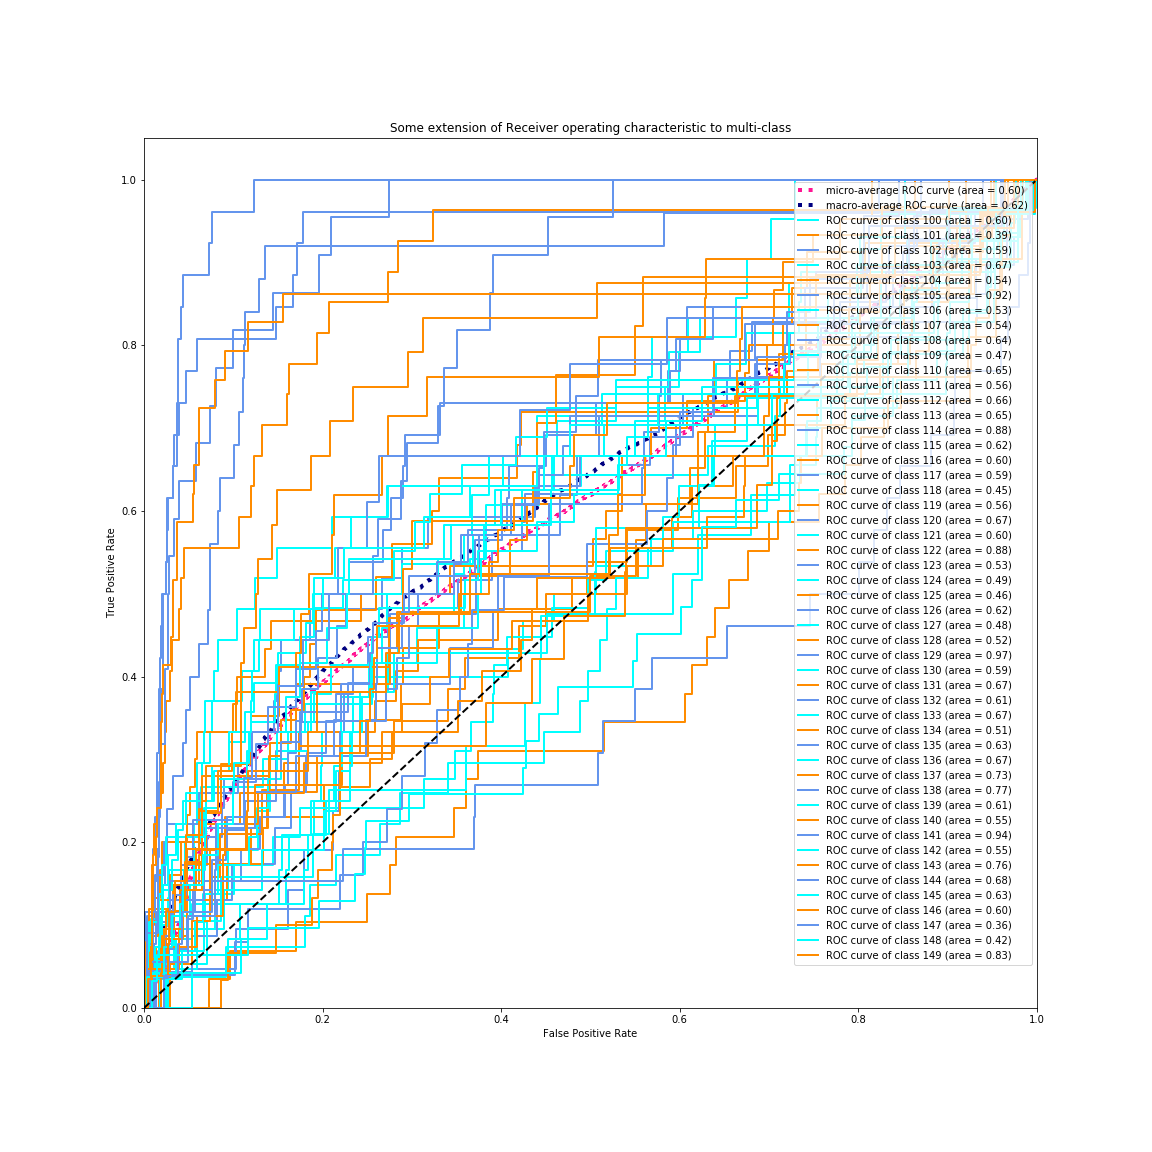 Some extension of Receiver operating characteristic to multi-class
True Positive Rate
1.0
0.8
0.6
0.4
0.2
0.0
micro-average ROC curve (area = 0.60)
macro-average ROC curve (area = 0.62)
ROC curve of class 100 (area = 0.60)
ROC curve of class 101 (area = 0.39)
ROC curve of class 102 (area = 0.59)
ROC curve of class 103 (area = 0.67)
ROC curve of class 104 (area = 0.54)
ROC curve of class 105 (area = 0.92)
ROC curve of class 106 (area = 0.53)
ROC curve of class 107 (area = 0.54)
ROC curve of class 108 (area = 0.64)
ROC curve of class 109 (area = 0.47)
ROC curve of class 110 (area = 0.65)
ROC curve of class 111 (area = 0.56)
ROC curve of class 112 (area = 0.66)
ROC curve of class 113 (area = 0.65)
ROC curve of class 114 (area = 0.88)
ROC curve of class 115 (area = 0.62)
ROC curve of class 116 (area = 0.60)
ROC curve of class 117 (area = 0.59)
ROC curve of class 118 (area = 0.45)
ROC curve of class 119 (area = 0.56)
ROC curve of class 120 (area = 0.67)
ROC curve of class 121 (area = 0.60)
ROC curve of class 122 (area = 0.88)
ROC curve of class 123 (area = 0.53)
ROC curve of class 124 (area = 0.49)
ROC curve of class 125 (area = 0.46)
ROC curve of class 126 (area = 0.62)
ROC curve of class 127 (area = 0.48)
ROC curve of class 128 (area = 0.52)
ROC curve of class 129 (area = 0.97)
ROC curve of class 130 (area = 0.59)
ROC curve of class 131 (area = 0.67)
ROC curve of class 132 (area = 0.61)
ROC curve of class 133 (area = 0.67)
ROC curve of class 134 (area = 0.51)
ROC curve of class 135 (area = 0.63)
ROC curve of class 136 (area = 0.67)
ROC curve of class 137 (area = 0.73)
ROC curve of class 138 (area = 0.77)
ROC curve of class 139 (area = 0.61)
ROC curve of class 140 (area = 0.55)
ROC curve of class 141 (area = 0.94)
ROC curve of class 142 (area = 0.55)
ROC curve of class 143 (area = 0.76)
ROC curve of class 144 (area = 0.68)
ROC curve of class 145 (area = 0.63)
ROC curve of class 146 (area = 0.60)
ROC curve of class 147 (area = 0.36)
ROC curve of class 148 (area = 0.42)
ROC curve of class 149 (area = 0.83)
0.0 0.2 0.4 0.6 0.8 1.0
False Positive Rate